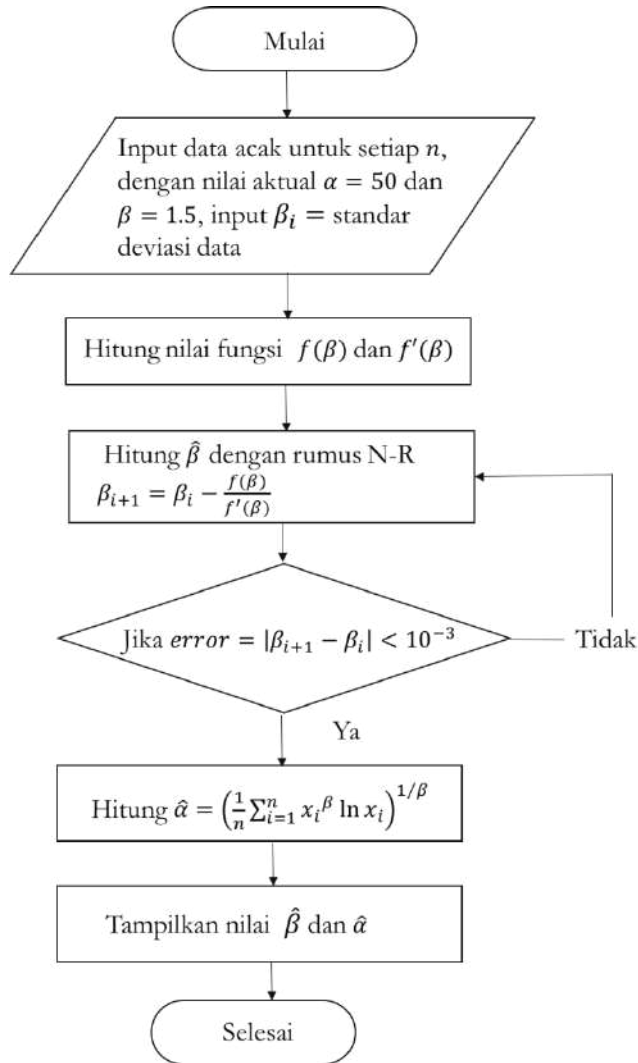 Mulai
Input data acak untuk setiap n,
dengan nilai aktual α = 50 dan
β = 1.5, input βᵢ = standar
deviasi data
Hitung nilai fungsi f(β) dan f'(β)
Hitung β̂ dengan rumus N-R
βᵢ₊₁ = βᵢ − f(β)/f'(β)
Jika error = |βᵢ₊₁ − βᵢ| < 10⁻³
Tidak
Ya
Hitung α̂ = (1/n ∑ⁿᵢ₌₁ xᵢ^β ln xᵢ)^1/β
Tampilkan nilai β̂ dan α̂
Selesai